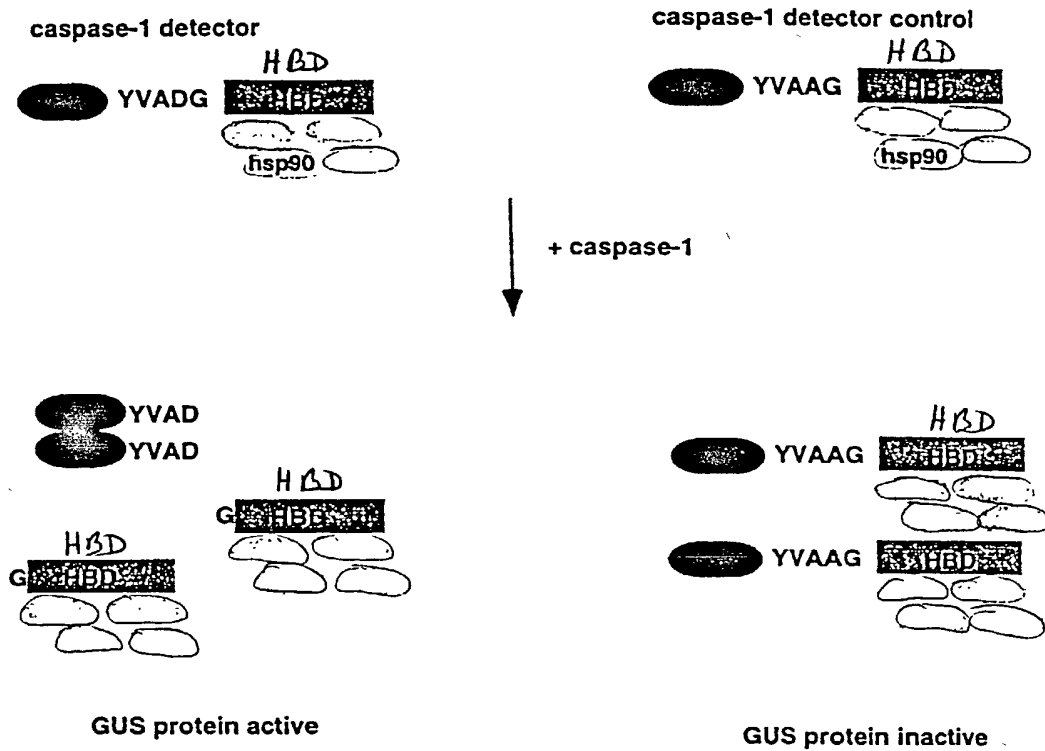 caspase-1 detector
HBD
YVADG HBD
hsp90
caspase-1 detector control
HBD
YVAAG HBD
hsp90
+ caspase-1
YVAD
YVAD
HBD
G HBD
HBD
G HBD
GUS protein active
HBD
YVAAG HBD
YVAAG HBD
GUS protein inactive